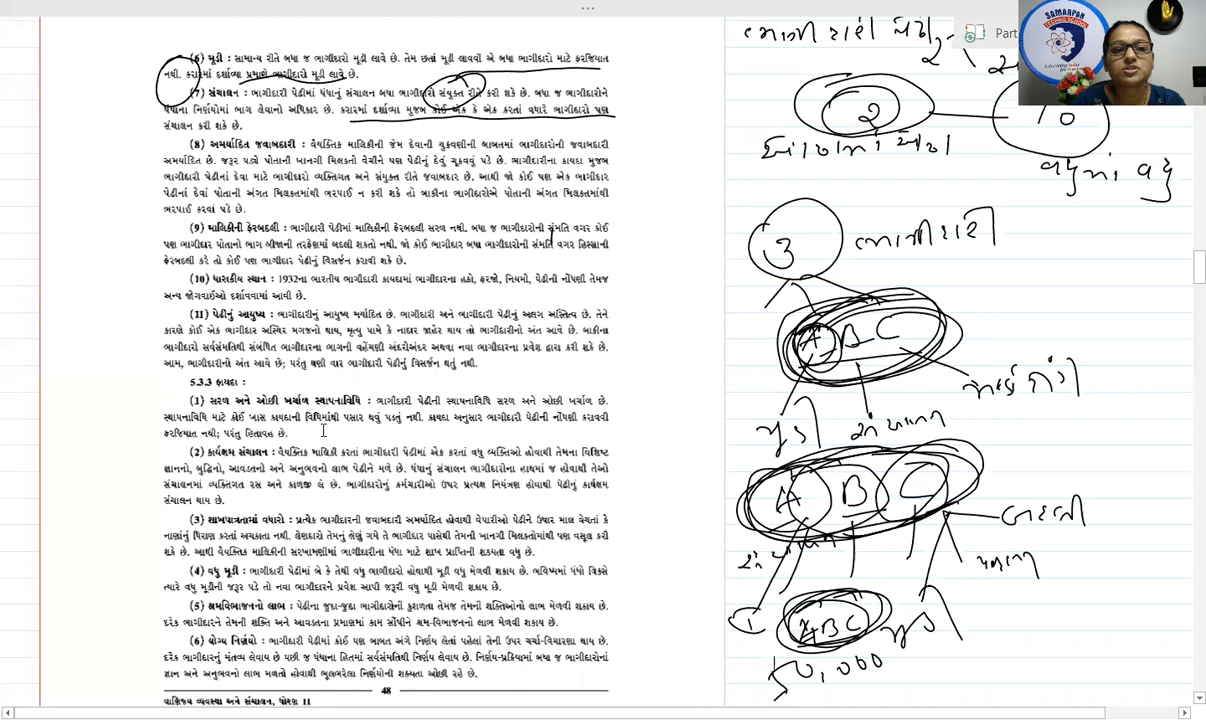 (6) મૂડી : સામાન્ય રીતે બધા જ ભાગીદારો મૂડી લાવે છે. તેમ છતાં મૂડી લાવવી એ બધા ભાગીદારો માટે ફરજિયાત
નથી. કરારમાં દર્શાવ્યા પ્રમાણે ભાગીદારો મૂડી લાવે છે.
(7) સંચાલન : ભાગીદારી પેઢીમાં ધંધાનું સંચાલન બધા ભાગીદારો સંયુક્ત રીતે કરી શકે છે. બધા જ ભાગીદારોને
ધંધાના નિર્ણયોમાં ભાગ લેવાનો અધિકાર છે. કરારમાં દર્શાવ્યા મુજબ કોઈ એક કે એક કરતાં વધારે ભાગીદારો પણ
સંચાલન કરી શકે છે.
(8) અમર્યાદિત જવાબદારી : વૈયક્તિક માલિકીની જેમ દેવાની ચુકવણીની બાબતમાં ભાગીદારોની જવાબદારી
અમર્યાદિત છે. જરૂર પડ્યે પોતાની ખાનગી મિલકતો વેચીને પણ પેઢીનું દેવું ચૂકવવું પડે છે. ભાગીદારીના કાયદા મુજબ
ભાગીદારી પેઢીનાં દેવા માટે ભાગીદારો વ્યક્તિગત અને સંયુક્ત રીતે જવાબદાર છે. આથી જો કોઈ પણ એક ભાગીદાર
પેઢીનાં દેવાં પોતાની અંગત મિલકતમાંથી ભરપાઈ ન કરી શકે તો બાકીના ભાગીદારોએ પોતાની અંગત મિલકતમાંથી
ભરપાઈ કરવાં પડે છે.
(9) માલિકીની ફેરબદલી : ભાગીદારી પેઢીમાં માલિકીની ફેરબદલી સરળ નથી. બધા જ ભાગીદારોની સંમતિ વગર કોઈ
પણ ભાગીદાર પોતાનો ભાગ બીજાની તરફેણમાં બદલી શકતો નથી. જો કોઈ ભાગીદાર બધા ભાગીદારોની સંમતિ વગર હિસ્સાની
ફેરબદલી કરે તો કોઈ પણ ભાગીદાર પેઢીનું વિસર્જન કરાવી શકે છે.
(10) ધારાકીય સ્થાન : 1932ના ભારતીય ભાગીદારી કાયદામાં ભાગીદારના હકો, ફરજો, નિયમો, પેઢીની નોંધણી તેમજ
અન્ય જોગવાઈઓ દર્શાવવામાં આવી છે.
(11) પેઢીનું આયુષ્ય : ભાગીદારીનું આયુષ્ય મર્યાદિત છે. ભાગીદારી અને ભાગીદારી પેઢીનું અલગ અસ્તિત્વ છે. તેને
કારણે કોઈ એક ભાગીદાર અસ્થિર મગજનો થાય, મૃત્યુ પામે કે નાદાર જાહેર થાય તો ભાગીદારીનો અંત આવે છે. બાકીના
ભાગીદારો સર્વસંમતિથી સંબંધિત ભાગીદારના ભાગની વહેંચણી અંદરોઅંદર અથવા નવા ભાગીદારના પ્રવેશ દ્વારા કરી શકે છે.
આમ, ભાગીદારીનો અંત આવે છે; પરંતુ ઘણી વાર ભાગીદારી પેઢીનું વિસર્જન થતું નથી.
5.3.3 ફાયદા :
(1) સરળ અને ઓછી ખર્ચાળ સ્થાપનાવિધિ : ભાગીદારી પેઢીની સ્થાપનાવિધિ સરળ અને ઓછી ખર્ચાળ છે.
સ્થાપનાવિધિ માટે કોઈ ખાસ કાયદાની વિધિમાંથી પસાર થવું પડતું નથી. કાયદા અનુસાર ભાગીદારી પેઢીની નોંધણી કરાવવી
ફરજિયાત નથી; પરંતુ હિતાવહ છે.
(2) કાર્યક્ષમ સંચાલન : વૈયક્તિક માલિકી કરતાં ભાગીદારી પેઢીમાં એક કરતાં વધુ વ્યક્તિઓ હોવાથી તેમના વિશિષ્ટ
જ્ઞાનનો, બુદ્ધિનો, આવડતનો અને અનુભવનો લાભ પેઢીને મળે છે. ધંધાનું સંચાલન ભાગીદારોના હાથમાં જ હોવાથી તેઓ
સંચાલનમાં વ્યક્તિગત રસ અને કાળજી લે છે. ભાગીદારોનું કર્મચારીઓ ઉપર પ્રત્યક્ષ નિયંત્રણ હોવાથી પેઢીનું કાર્યક્ષમ
સંચાલન થાય છે.
(3) શાખપાત્રતામાં વધારો : પ્રત્યેક ભાગીદારની જવાબદારી અમર્યાદિત હોવાથી વેપારીઓ પેઢીને ઉધાર માલ વેચતાં કે
નાણાંનું ધિરાણ કરતાં અચકાતા નથી. લેણદારો તેમનું લેણું ગમે તે ભાગીદાર પાસેથી તેમની ખાનગી મિલકતોમાંથી પણ વસૂલ કરી
શકે છે. આથી વૈયક્તિક માલિકીની સરખામણીમાં ભાગીદારીના ધંધા માટે શાખ પ્રાપ્તિની શક્યતા વધુ છે.
(4) વધુ મૂડી : ભાગીદારી પેઢીમાં બે કે તેથી વધુ ભાગીદારો હોવાથી મૂડી વધુ મેળવી શકાય છે. ભવિષ્યમાં ધંધો વિકસે
ત્યારે વધુ મૂડીની જરૂર પડે તો નવા ભાગીદારને પ્રવેશ આપી જરૂરી વધુ મૂડી મેળવી શકાય છે.
(5) શ્રમવિભાજનનો લાભ : પેઢીના જુદા-જુદા ભાગીદારોની કુશળતા તેમજ તેમની શક્તિઓનો લાભ મેળવી શકાય છે.
દરેક ભાગીદારને તેમની શક્તિ અને આવડતના પ્રમાણમાં કામ સોંપીને શ્રમ-વિભાજનનો લાભ મેળવી શકાય છે.
(6) યોગ્ય નિર્ણયો : ભાગીદારી પેઢીમાં કોઈ પણ બાબત અંગે નિર્ણય લેતાં પહેલાં તેની ઉપર ચર્ચા-વિચારણા થાય છે.
દરેક ભાગીદારનું મંતવ્ય લેવાય છે પછી જ ધંધાના હિતમાં સર્વસંમતિથી નિર્ણય લેવાય છે. નિર્ણય-પ્રક્રિયામાં બધા જ ભાગીદારોનાં
જ્ઞાન અને અનુભવનો લાભ મળતો હોવાથી ભૂલભરેલા નિર્ણયોની શક્યતા ઓછી રહે છે.
48
વાણિજ્ય વ્યવસ્થા અને સંચાલન, ધોરણ 11
2
2 10
ઓછામાં ઓછા
વધુમાં વધુ
3 ભાગીદારી
A B C
મૂડી સંચાલન
A B C
સંચાલન
1 ABC મૂડી
50,000
Part
SAMARPAN